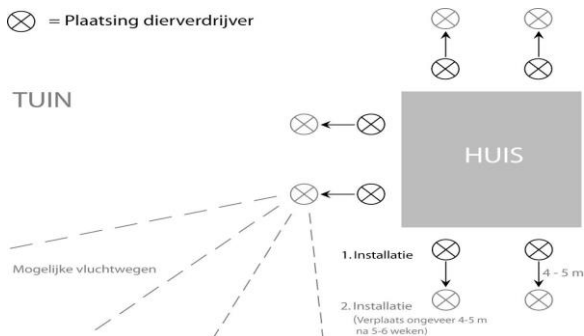 = Plaatsing dierverdrijver
TUIN
HUIS
Mogelijke vluchtwegen
1. Installatie
4 - 5 m
2. Installatie
(Verplaats ongeveer 4-5 m
na 5-6 weken)